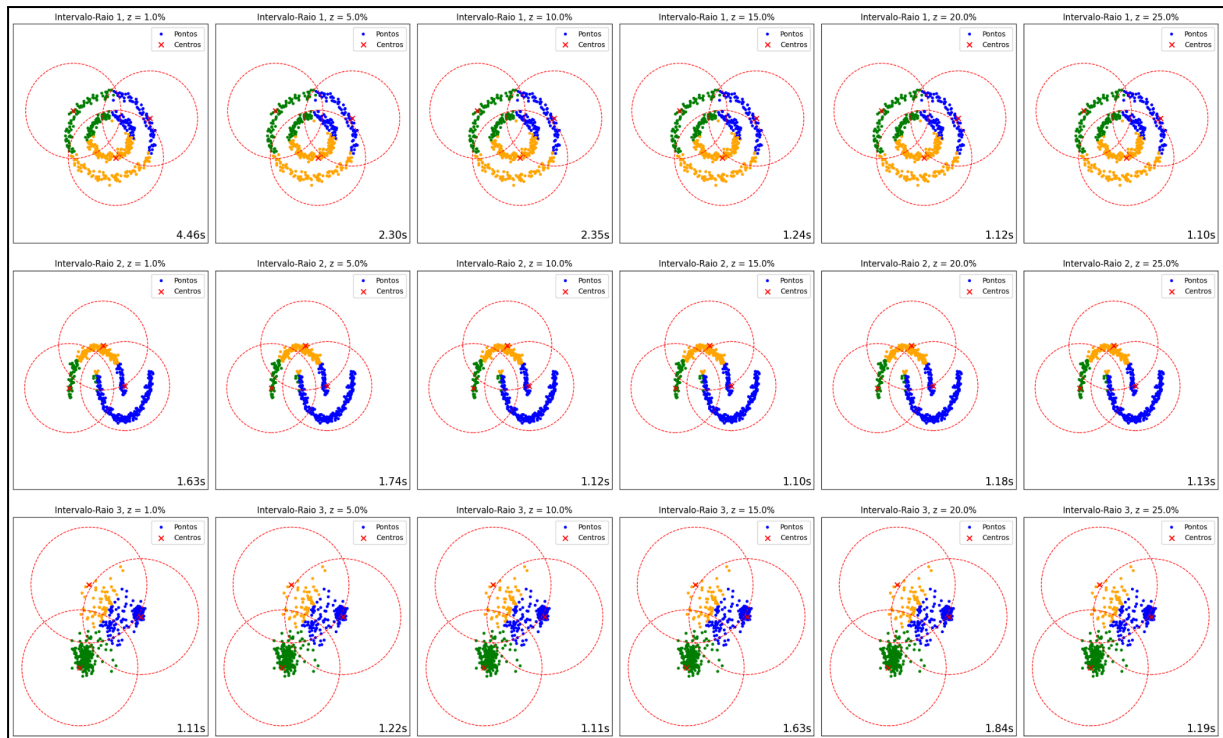 Intervalo-Raio 1, z = 1.0%
Pontos
Centros
4.46s
Intervalo-Raio 1, z = 5.0%
Pontos
Centros
2.30s
Intervalo-Raio 1, z = 10.0%
Pontos
Centros
2.35s
Intervalo-Raio 1, z = 15.0%
Pontos
Centros
1.24s
Intervalo-Raio 1, z = 20.0%
Pontos
Centros
1.12s
Intervalo-Raio 1, z = 25.0%
Pontos
Centros
1.10s
Intervalo-Raio 2, z = 1.0%
Pontos
Centros
1.63s
Intervalo-Raio 2, z = 5.0%
Pontos
Centros
1.74s
Intervalo-Raio 2, z = 10.0%
Pontos
Centros
1.12s
Intervalo-Raio 2, z = 15.0%
Pontos
Centros
1.10s
Intervalo-Raio 2, z = 20.0%
Pontos
Centros
1.18s
Intervalo-Raio 2, z = 25.0%
Pontos
Centros
1.13s
Intervalo-Raio 3, z = 1.0%
Pontos
Centros
1.11s
Intervalo-Raio 3, z = 5.0%
Pontos
Centros
1.22s
Intervalo-Raio 3, z = 10.0%
Pontos
Centros
1.11s
Intervalo-Raio 3, z = 15.0%
Pontos
Centros
1.63s
Intervalo-Raio 3, z = 20.0%
Pontos
Centros
1.84s
Intervalo-Raio 3, z = 25.0%
Pontos
Centros
1.19s